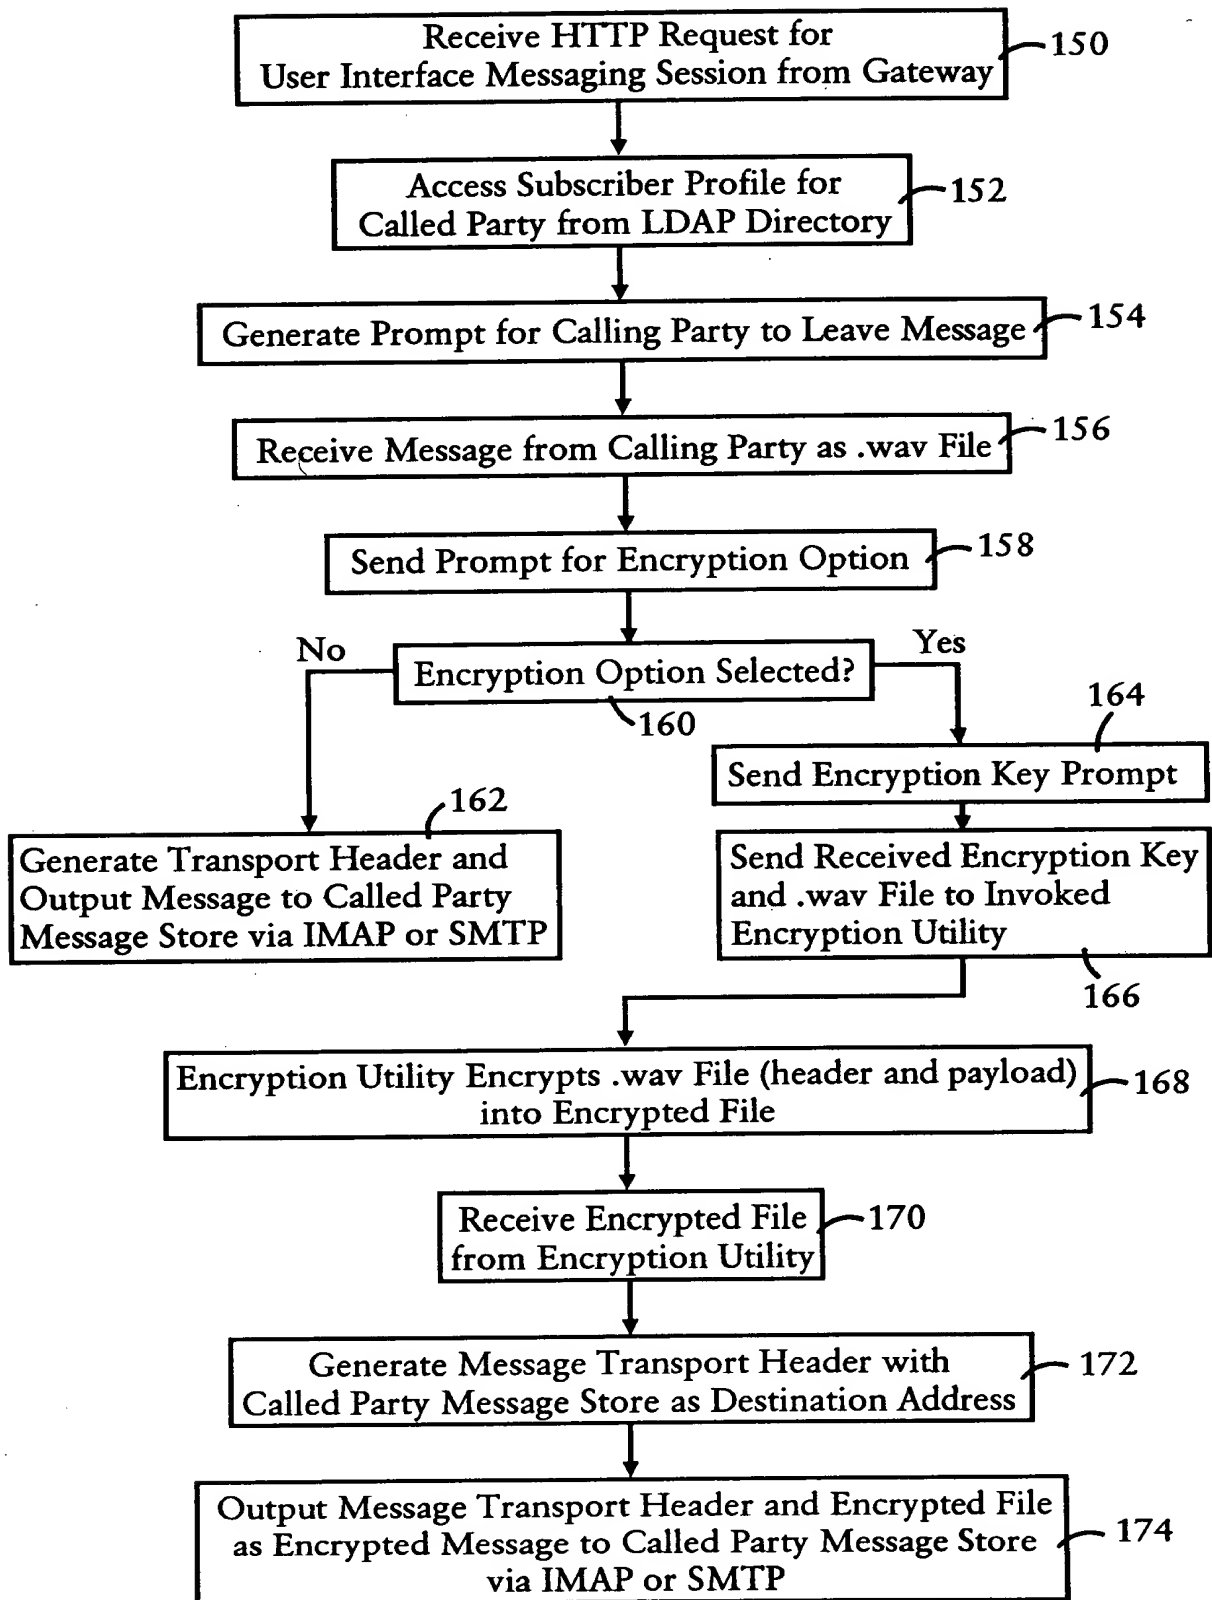 Receive HTTP Request for
User Interface Messaging Session from Gateway
150
Access Subscriber Profile for
Called Party from LDAP Directory
152
Generate Prompt for Calling Party to Leave Message
154
Receive Message from Calling Party as .wav File
156
Send Prompt for Encryption Option
158
No
Yes
Encryption Option Selected?
160
164
Send Encryption Key Prompt
162
Generate Transport Header and
Output Message to Called Party
Message Store via IMAP or SMTP
Send Received Encryption Key
and .wav File to Invoked
Encryption Utility
166
Encryption Utility Encrypts .wav File (header and payload)
into Encrypted File
168
Receive Encrypted File
from Encryption Utility
170
Generate Message Transport Header with
Called Party Message Store as Destination Address
172
Output Message Transport Header and Encrypted File
as Encrypted Message to Called Party Message Store
via IMAP or SMTP
174